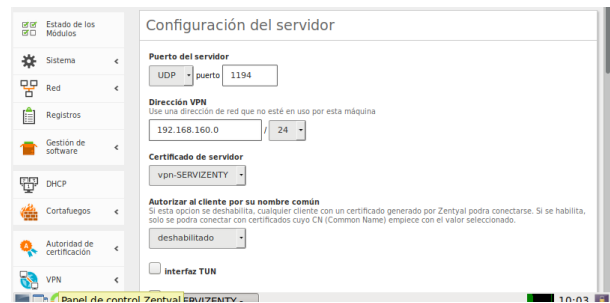 Estado de los
Módulos
Sistema
Red
Registros
Gestión de
software
DHCP
Cortafuegos
Autoridad de
certificación
VPN
Configuración del servidor
Puerto del servidor
UDP puerto 1194
Dirección VPN
Use una dirección de red que no esté en uso por esta máquina
192.168.160.0 / 24
Certificado de servidor
vpn-SERVIZENTY
Autorizar al cliente por su nombre común
Si esta opcion se deshabilita, cualquier cliente con un certificado generado por Zentyal podra conectarse. Si se habilita,
solo se podra conectar con certificados cuyo CN (Common Name) empiece con el valor seleccionado.
deshabilitado
interfaz TUN
Panel de control Zentyal ERVIZENTY -
10:03